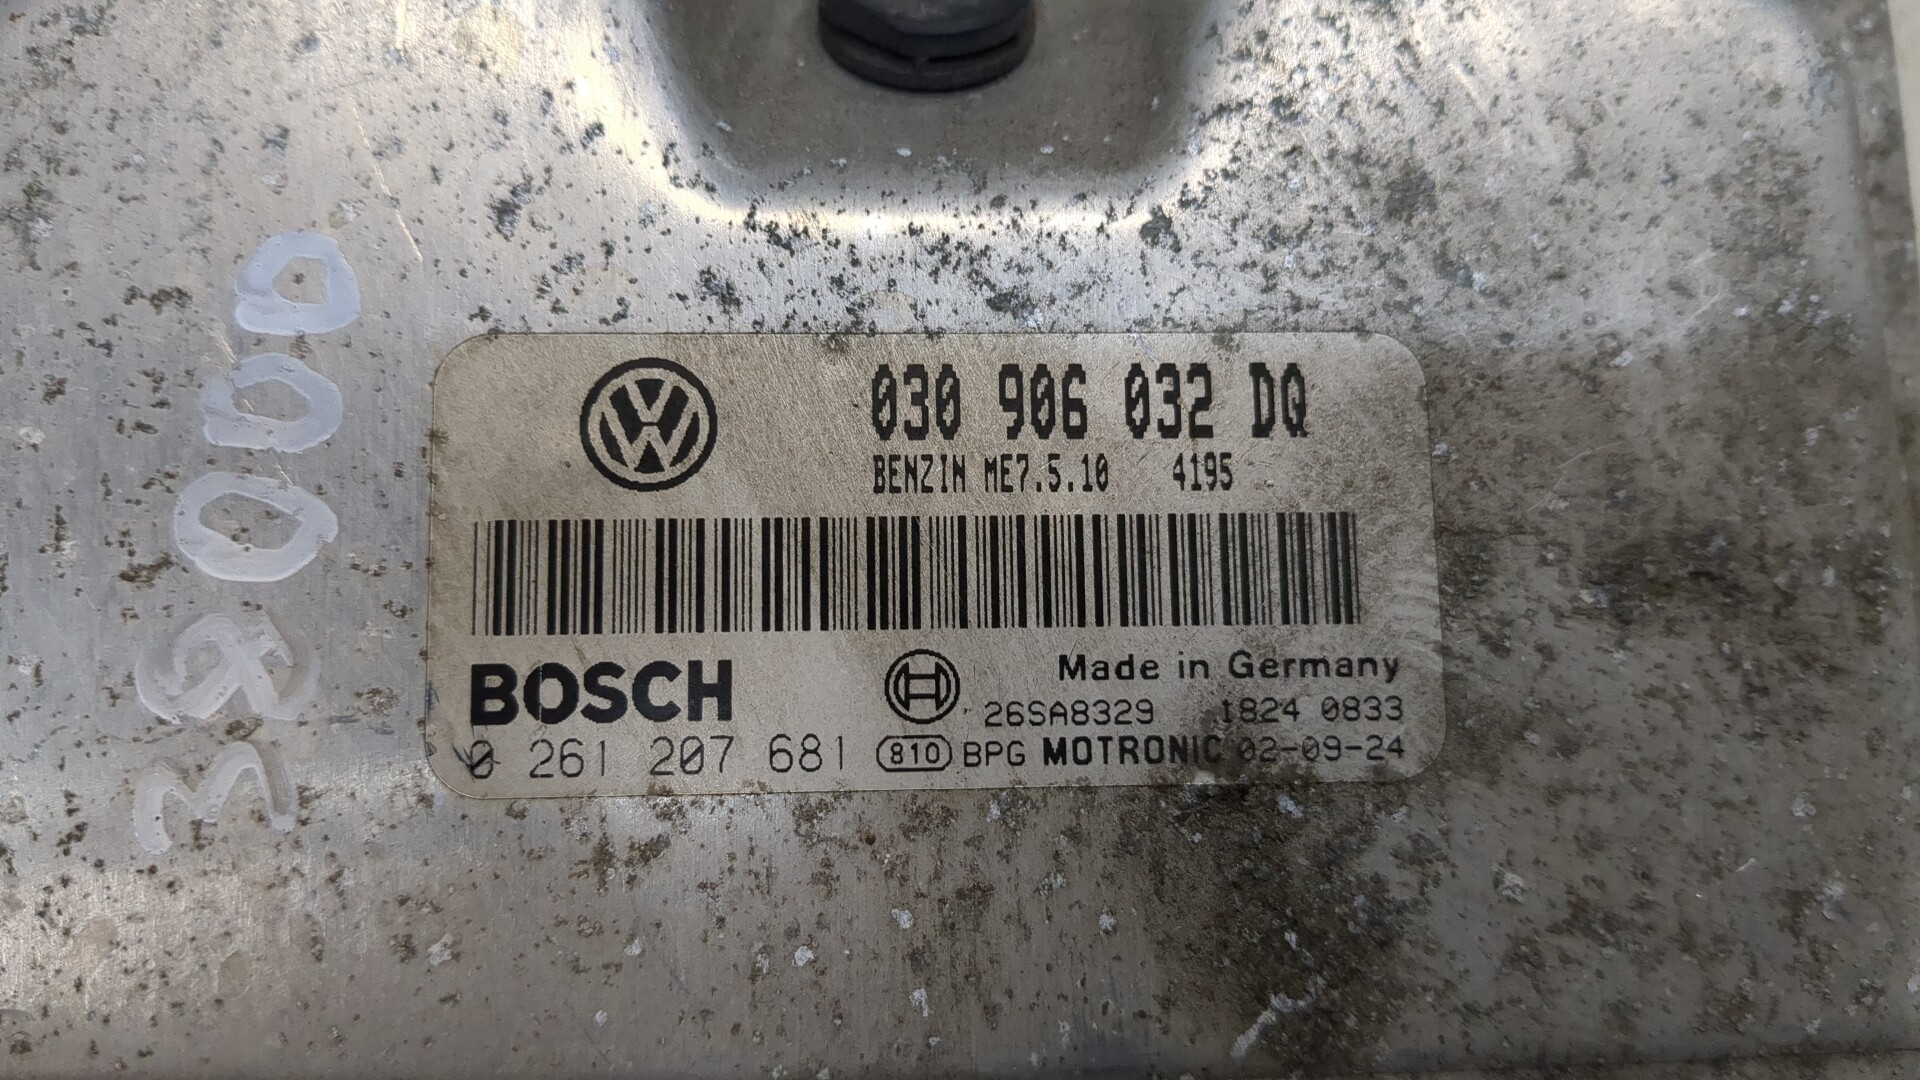 38000
030 906 032 DQ
BENZIN ME7.5.10 4195
BOSCH
Made in Germany
26SA8329 1824 0833
0 261 207 681 810 BPG MOTRONIC 02-09-24